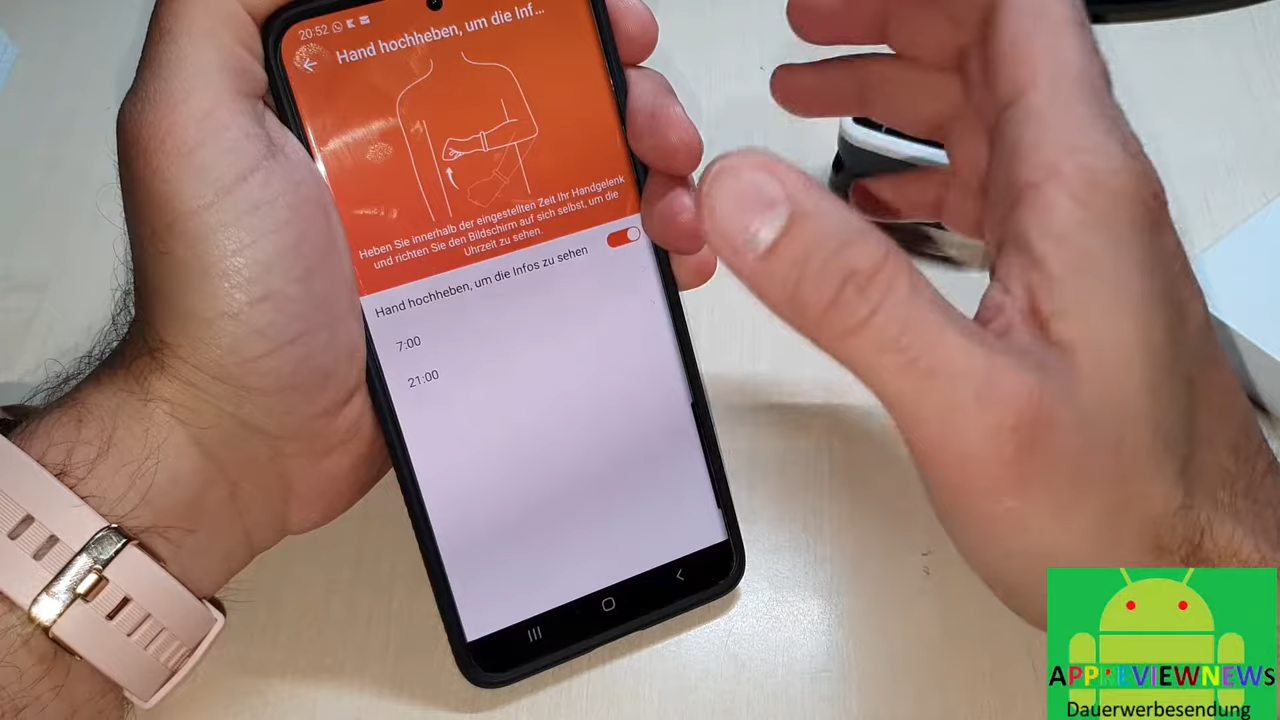 20:52
Hand hochheben, um die Inf...
Heben Sie innerhalb der eingestellten Zeit Ihr Handgelenk
und richten Sie den Bildschirm auf sich selbst, um die
Uhrzeit zu sehen.
Hand hochheben, um die Infos zu sehen
7:00
21:00
APPREVIEWNEWs
Dauerwerbesendung